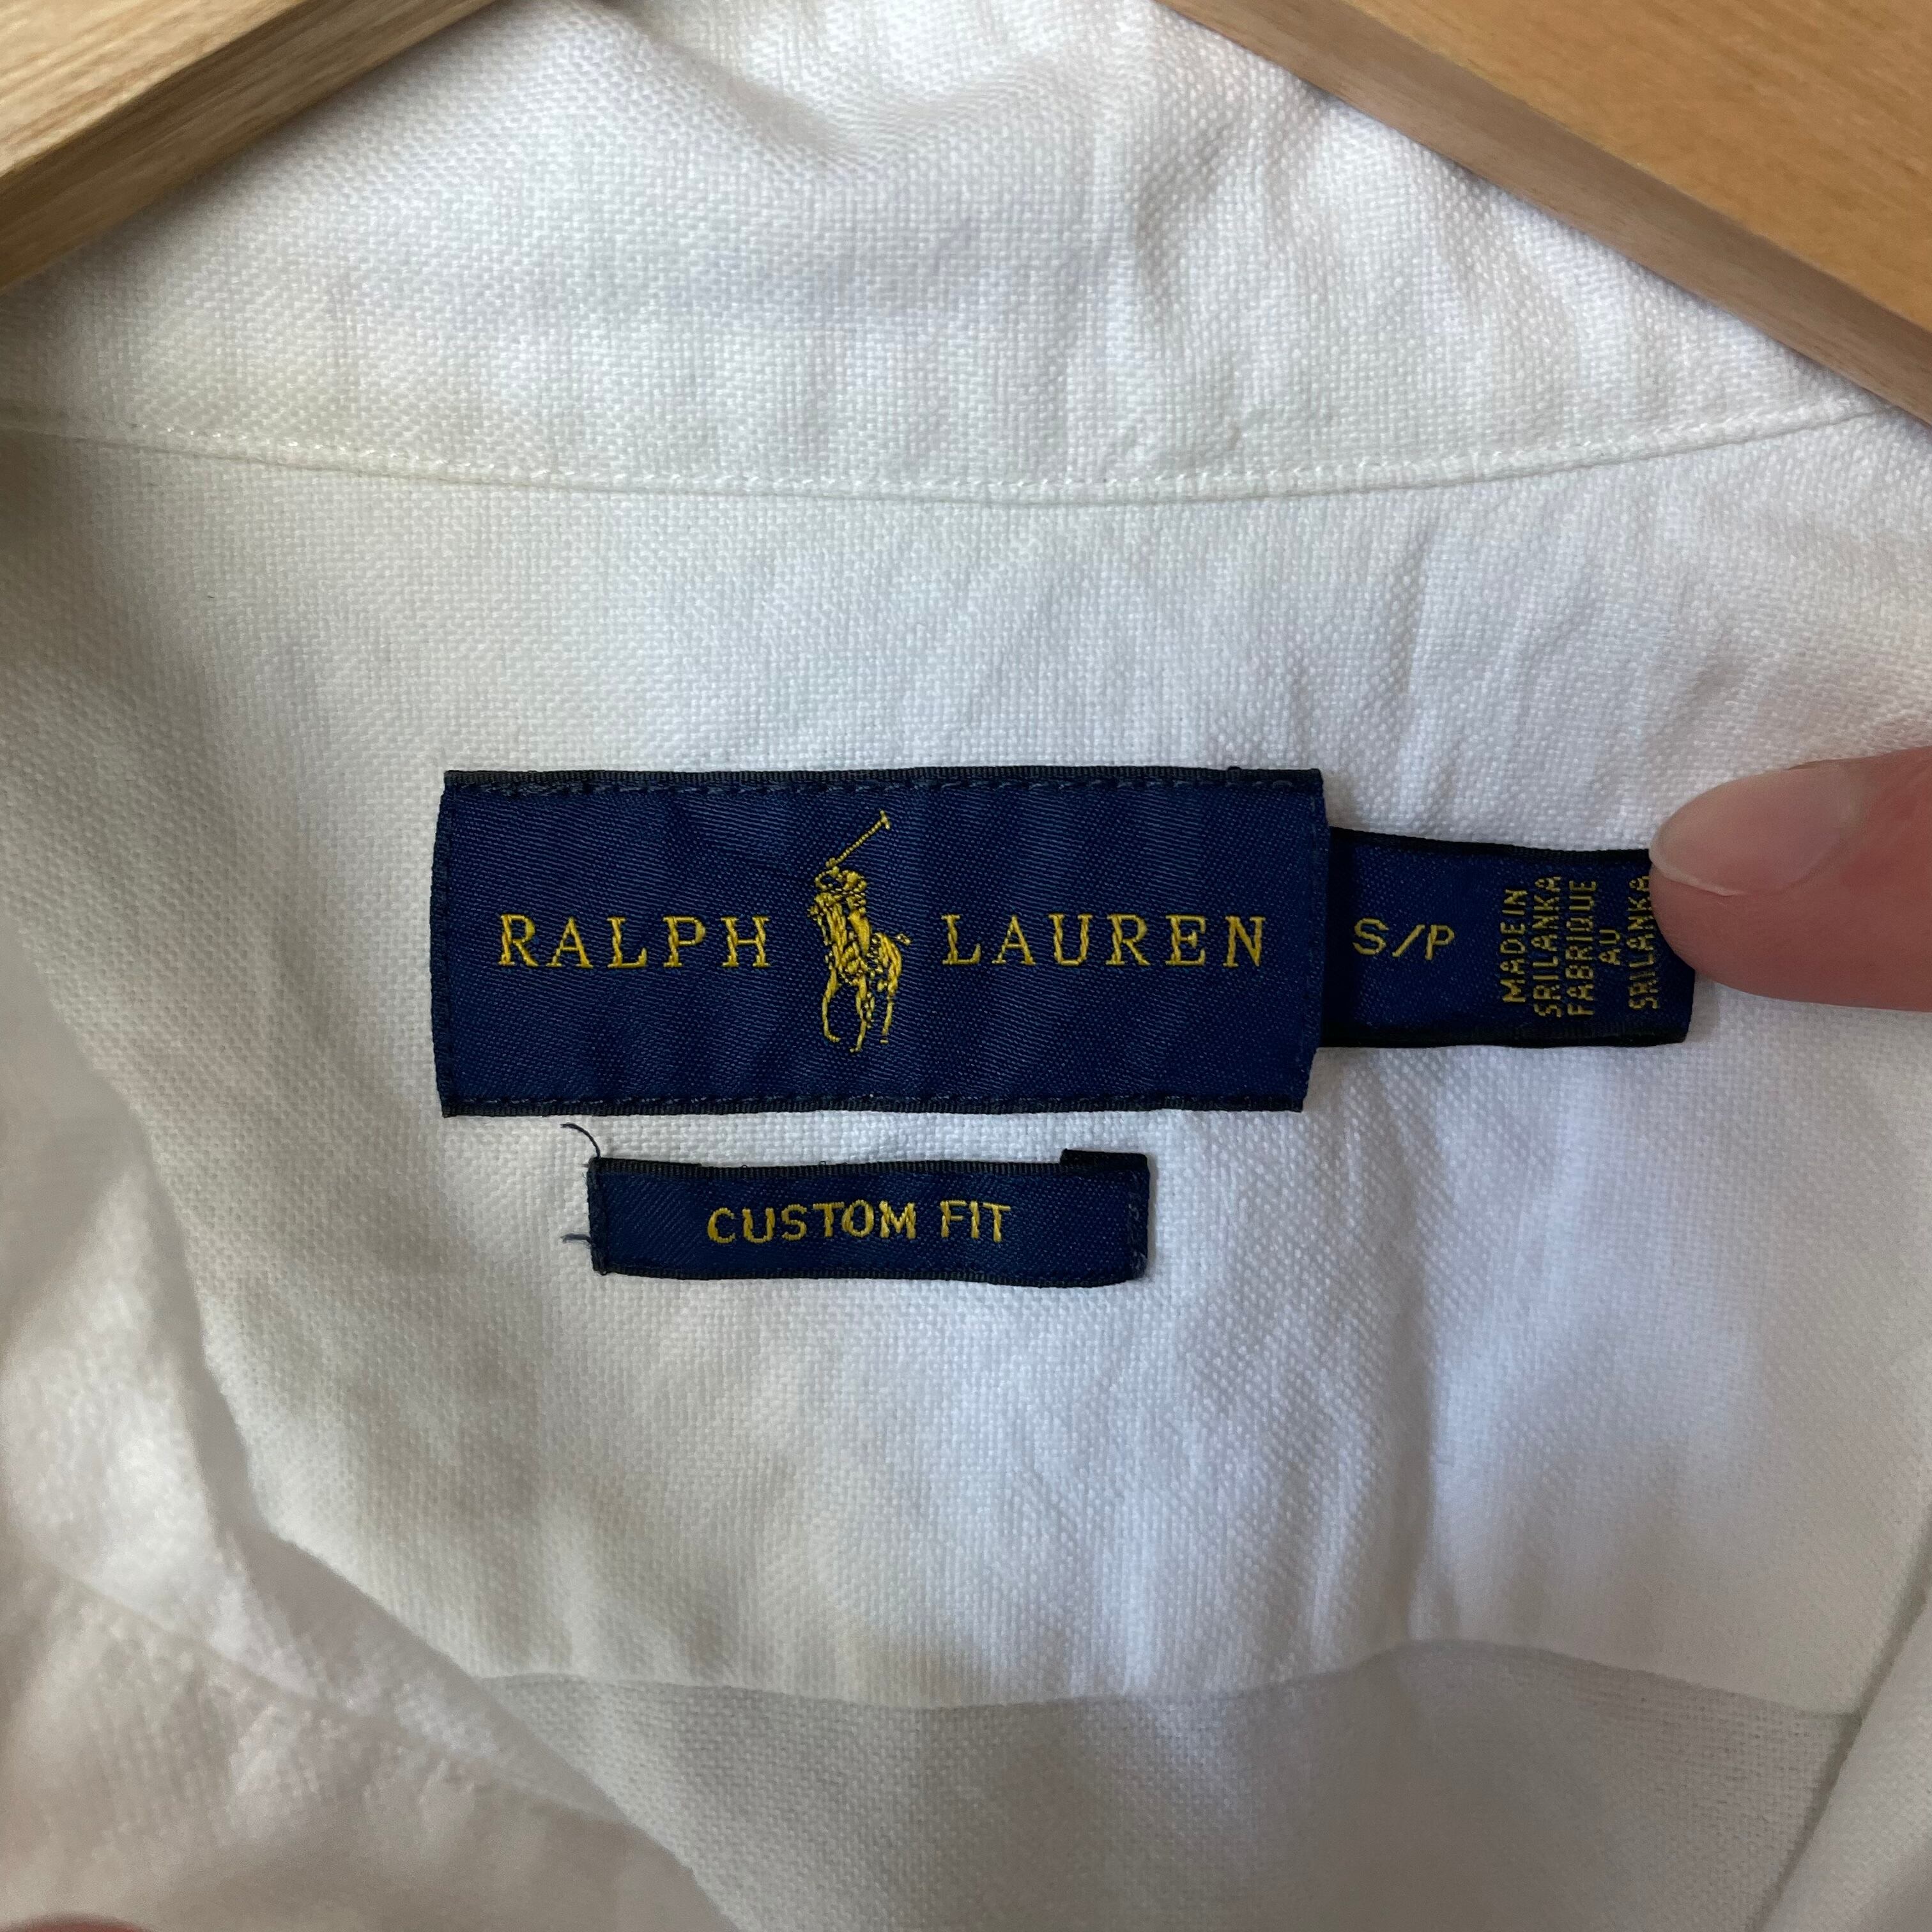 RALPH LAUREN
S/P
MADE IN
SRI LANKA
FABRIQUE
AU
SRI LANKA
CUSTOM FIT